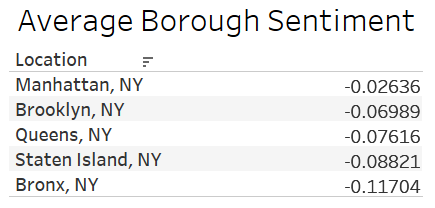 Average Borough Sentiment
Location
Manhattan, NY -0.02636
Brooklyn, NY -0.06989
Queens, NY -0.07616
Staten Island, NY -0.08821
Bronx, NY -0.11704